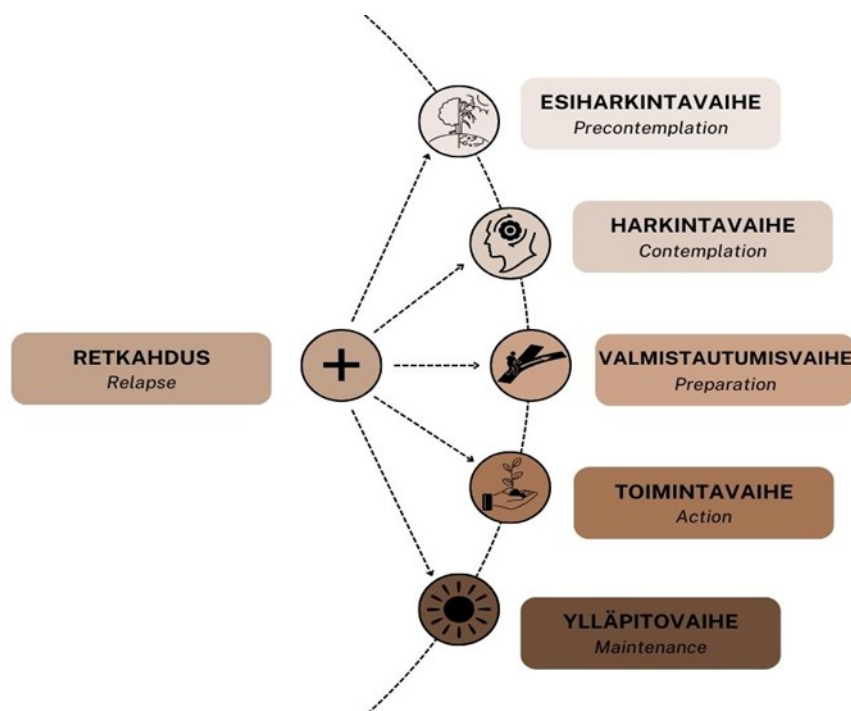 ESIHARKINTAVAIHE
Precontemplation
HARKINTAVAIHE
Contemplation
RETKAHDUS
Relapse
VALMISTAUTUMISVAIHE
Preparation
TOIMINTAVAIHE
Action
YLLÄPITOVAIHE
Maintenance